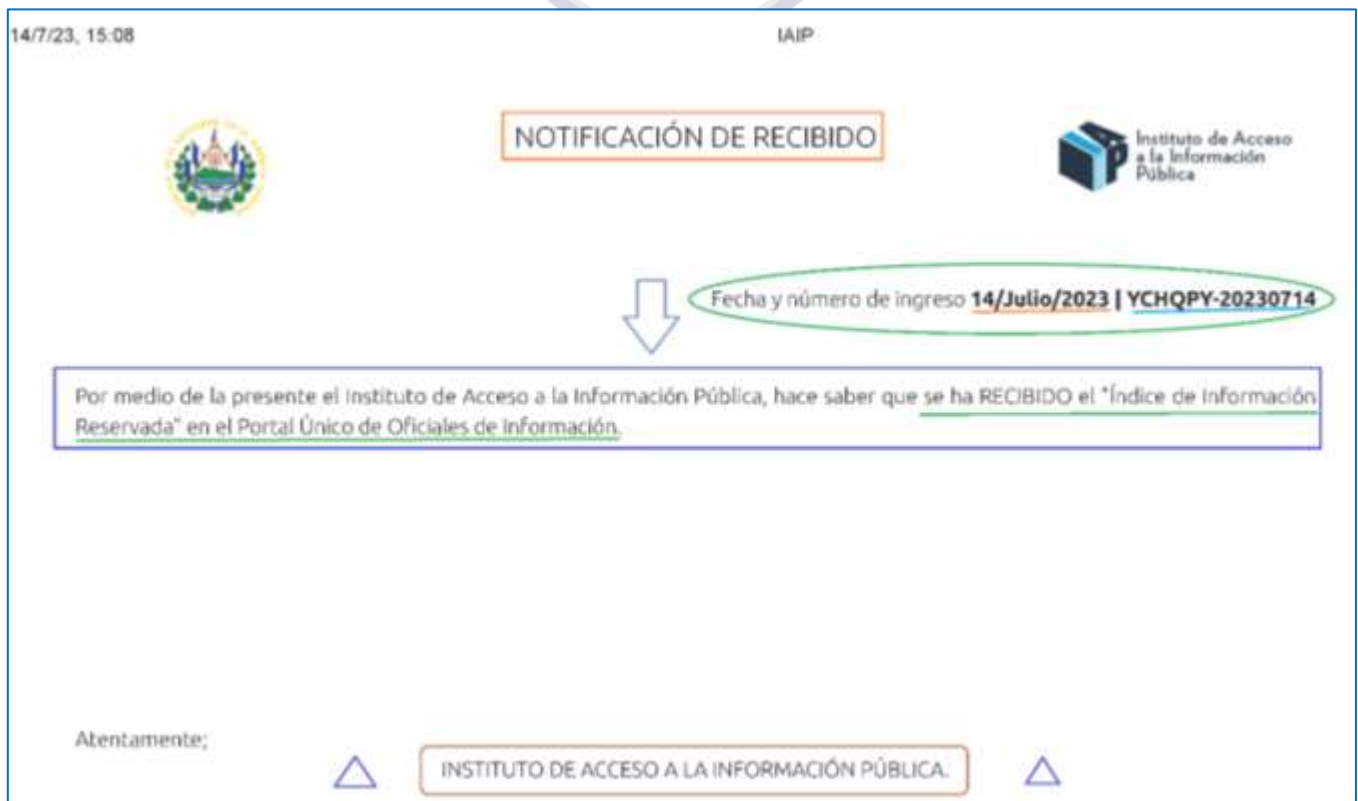 14/7/23, 15:08 IAIP
NOTIFICACIÓN DE RECIBIDO
Instituto de Acceso
a la Información
Pública
Fecha y número de ingreso 14/Julio/2023 | YCHQPY-20230714
Por medio de la presente el Instituto de Acceso a la Información Pública, hace saber que se ha RECIBIDO el "Índice de Información
Reservada" en el Portal Único de Oficiales de Información.
Atentamente;
INSTITUTO DE ACCESO A LA INFORMACIÓN PÚBLICA.